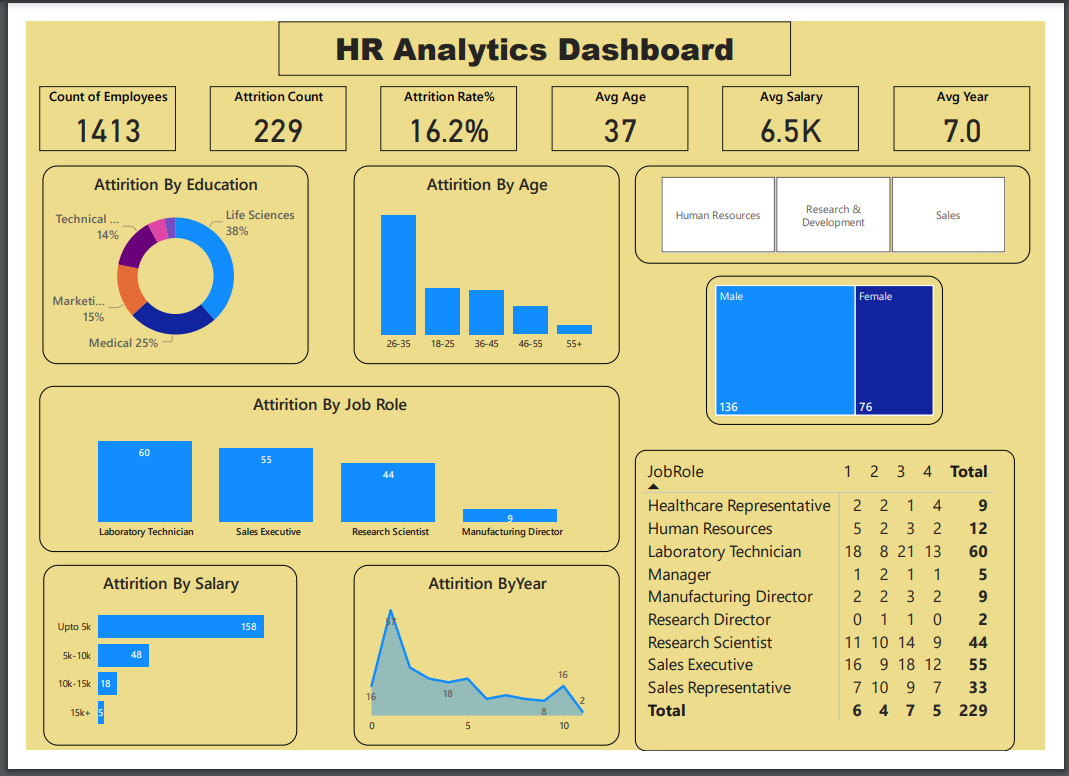 HR Analytics Dashboard
Count of Employees
1413
Attrition Count
229
Attrition Rate%
16.2%
Avg Age
37
Avg Salary
6.5K
Avg Year
7.0
Attirition By Education
Life Sciences
38%
Technical ...
14%
Marketi...
15%
Medical 25%
Attirition By Age
26-35 18-25 36-45 46-55 55+
Human Resources
Research &
Development
Sales
Male
136
Female
76
Attirition By Job Role
60 55 44 9
Laboratory Technician Sales Executive Research Scientist Manufacturing Director
Attirition By Salary
Upto 5k 158
5k-10k 48
10k-15k 18
15k+ 5
Attirition ByYear
57
16
18
8
16
2
0 5 10
JobRole 1 2 3 4 Total
Healthcare Representative 2 2 1 4 9
Human Resources 5 2 3 2 12
Laboratory Technician 18 8 21 13 60
Manager 1 2 1 1 5
Manufacturing Director 2 2 3 2 9
Research Director 0 1 1 0 2
Research Scientist 11 10 14 9 44
Sales Executive 16 9 18 12 55
Sales Representative 7 10 9 7 33
Total 6 4 7 5 229